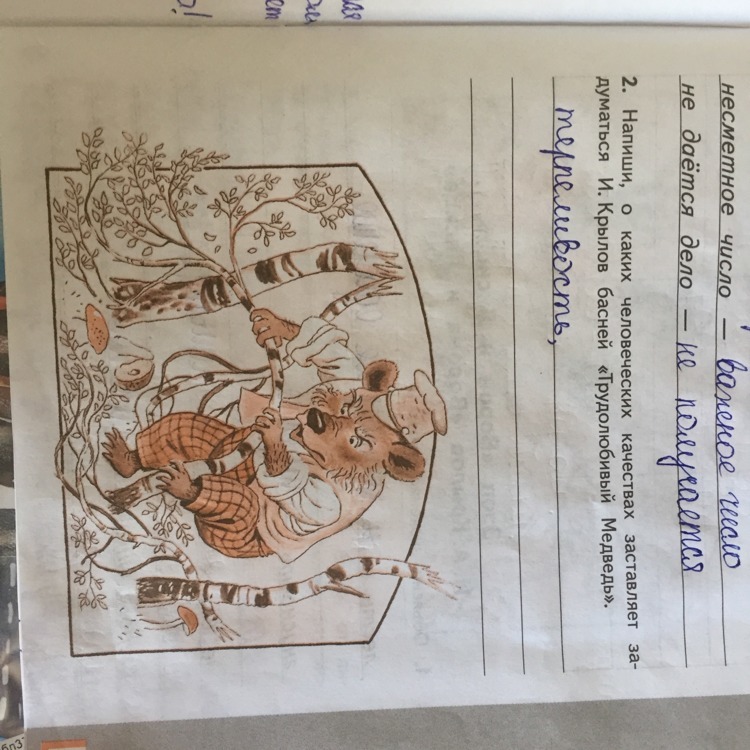 несметное число — важное число
не даётся дело — не получается
2. Напиши, о каких человеческих качествах заставляет за-
думаться И. Крылов басней «Трудолюбивый Медведь».
терпеливость,